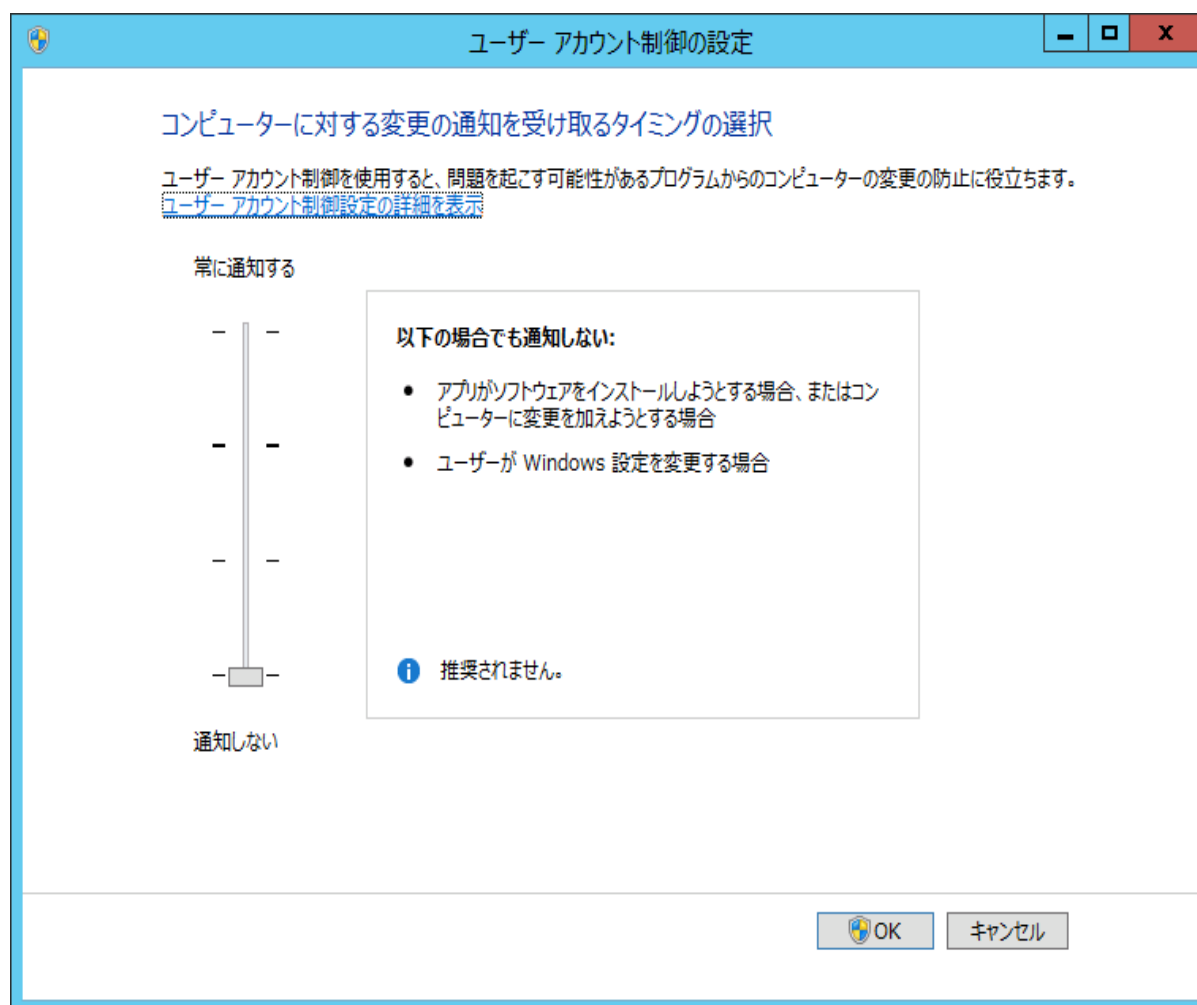 ユーザー アカウント制御の設定
コンピューターに対する変更の通知を受け取るタイミングの選択
ユーザー アカウント制御を使用すると、問題を起こす可能性があるプログラムからのコンピューターの変更の防止に役立ちます。
ユーザー アカウント制御設定の詳細を表示
常に通知する
以下の場合でも通知しない:
● アプリがソフトウェアをインストールしようとする場合、またはコン
ピューターに変更を加えようとする場合
● ユーザーが Windows 設定を変更する場合
推奨されません。
通知しない
OK
キャンセル